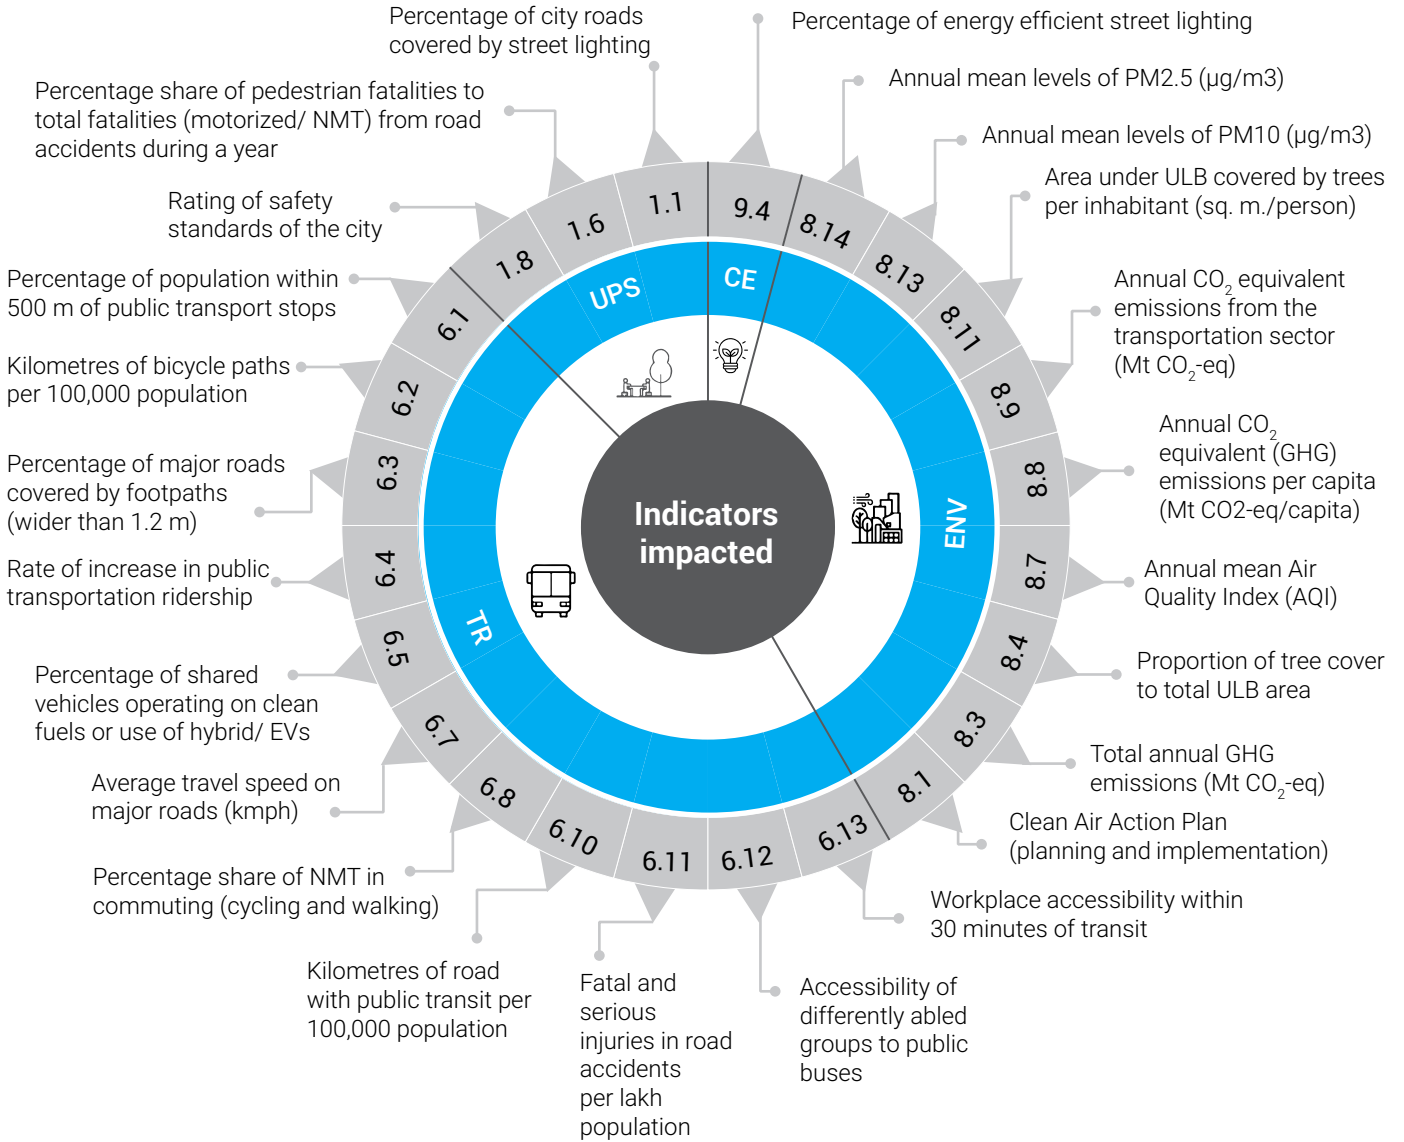 Percentage of city roads
covered by street lighting
Percentage of energy efficient street lighting
Annual mean levels of PM2.5 (µg/m3)
Annual mean levels of PM10 (µg/m3)
Area under ULB covered by trees
per inhabitant (sq. m./person)
Annual CO2 equivalent
emissions from the
transportation sector
(Mt CO2-eq)
Annual CO2
equivalent (GHG)
emissions per capita
(Mt CO2-eq/capita)
Annual mean Air
Quality Index (AQI)
Proportion of tree cover
to total ULB area
Total annual GHG
emissions (Mt CO2-eq)
Clean Air Action Plan
(planning and implementation)
Workplace accessibility within
30 minutes of transit
Accessibility of
differently abled
groups to public
buses
Fatal and
serious
injuries in road
accidents
per lakh
population
Kilometres of road
with public transit per
100,000 population
Percentage share of NMT in
commuting (cycling and walking)
Average travel speed on
major roads (kmph)
Percentage of shared
vehicles operating on clean
fuels or use of hybrid/ EVs
Rate of increase in public
transportation ridership
Percentage of major roads
covered by footpaths
(wider than 1.2 m)
Kilometres of bicycle paths
per 100,000 population
Percentage of population within
500 m of public transport stops
Rating of safety
standards of the city
Percentage share of pedestrian fatalities to
total fatalities (motorized/ NMT) from road
accidents during a year
1.1
9.4
8.14
8.13
8.11
8.9
8.8
8.7
8.4
8.3
8.1
6.13
6.12
6.11
6.10
6.8
6.7
6.5
6.4
6.3
6.2
6.1
1.8
1.6
UPS
CE
ENV
TR
Indicators
impacted